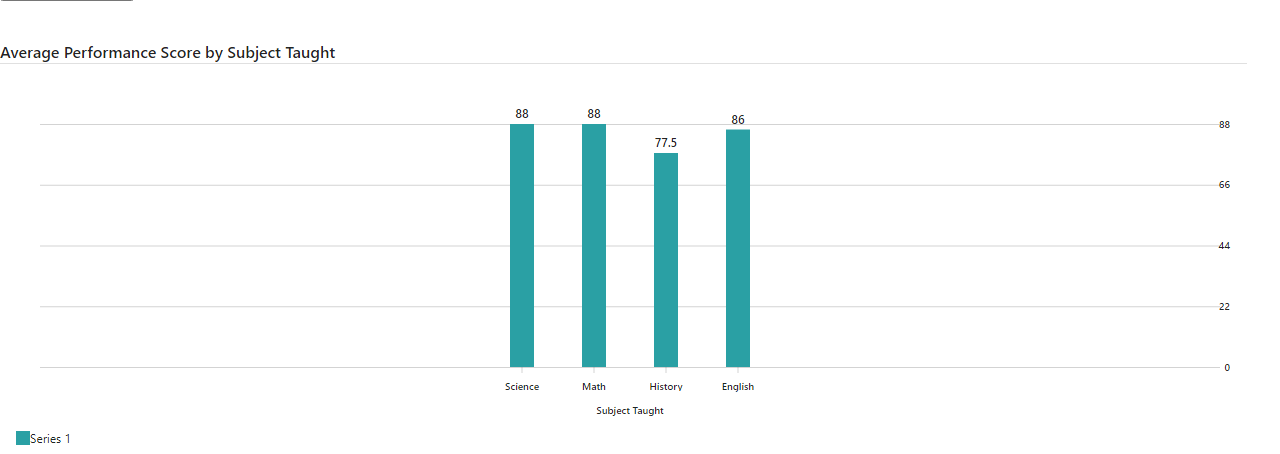 Average Performance Score by Subject Taught
88 88 77.5 86
88
66
44
22
0
Science Math History English
Subject Taught
Series 1